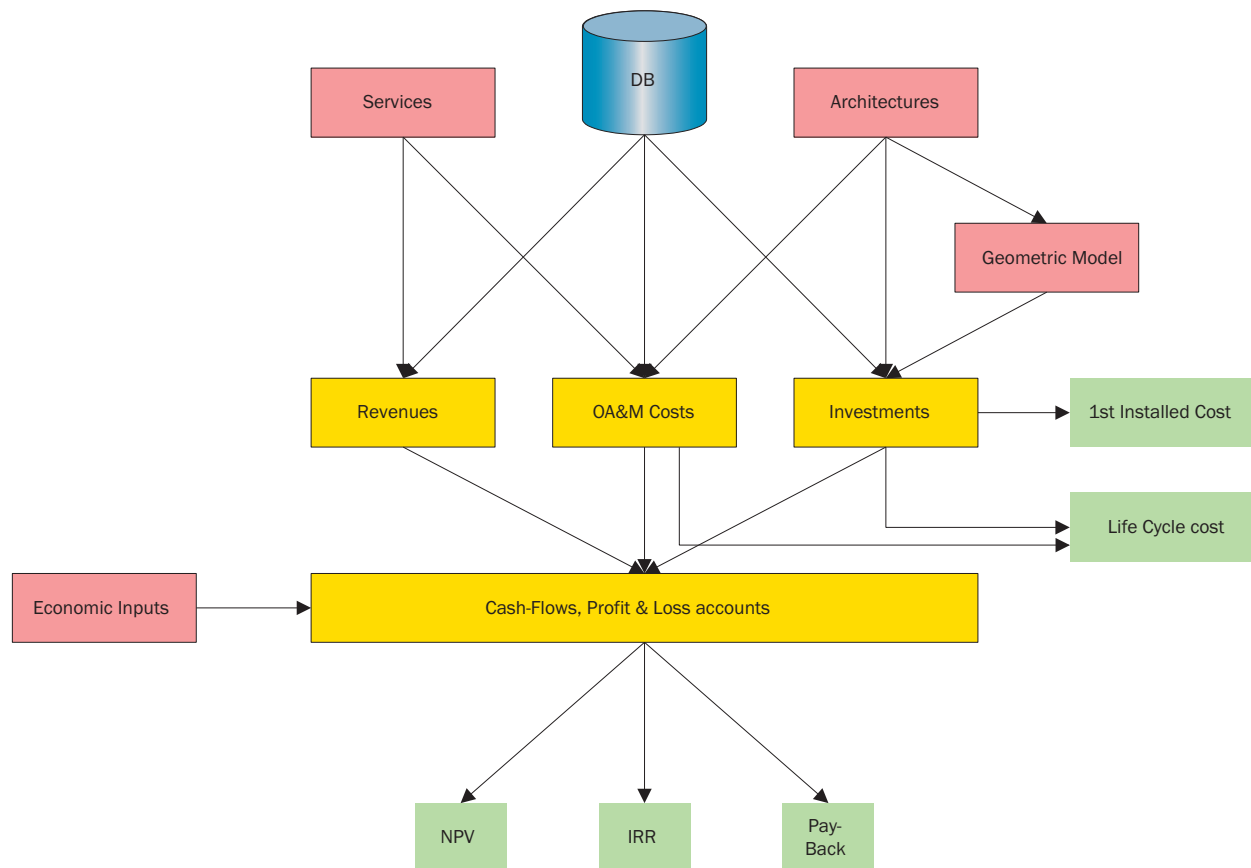 DB
Services
Architectures
Geometric Model
Revenues
OA&M Costs
Investments
1st Installed Cost
Life Cycle cost
Economic Inputs
Cash-Flows, Profit & Loss accounts
NPV
IRR
Pay-
Back